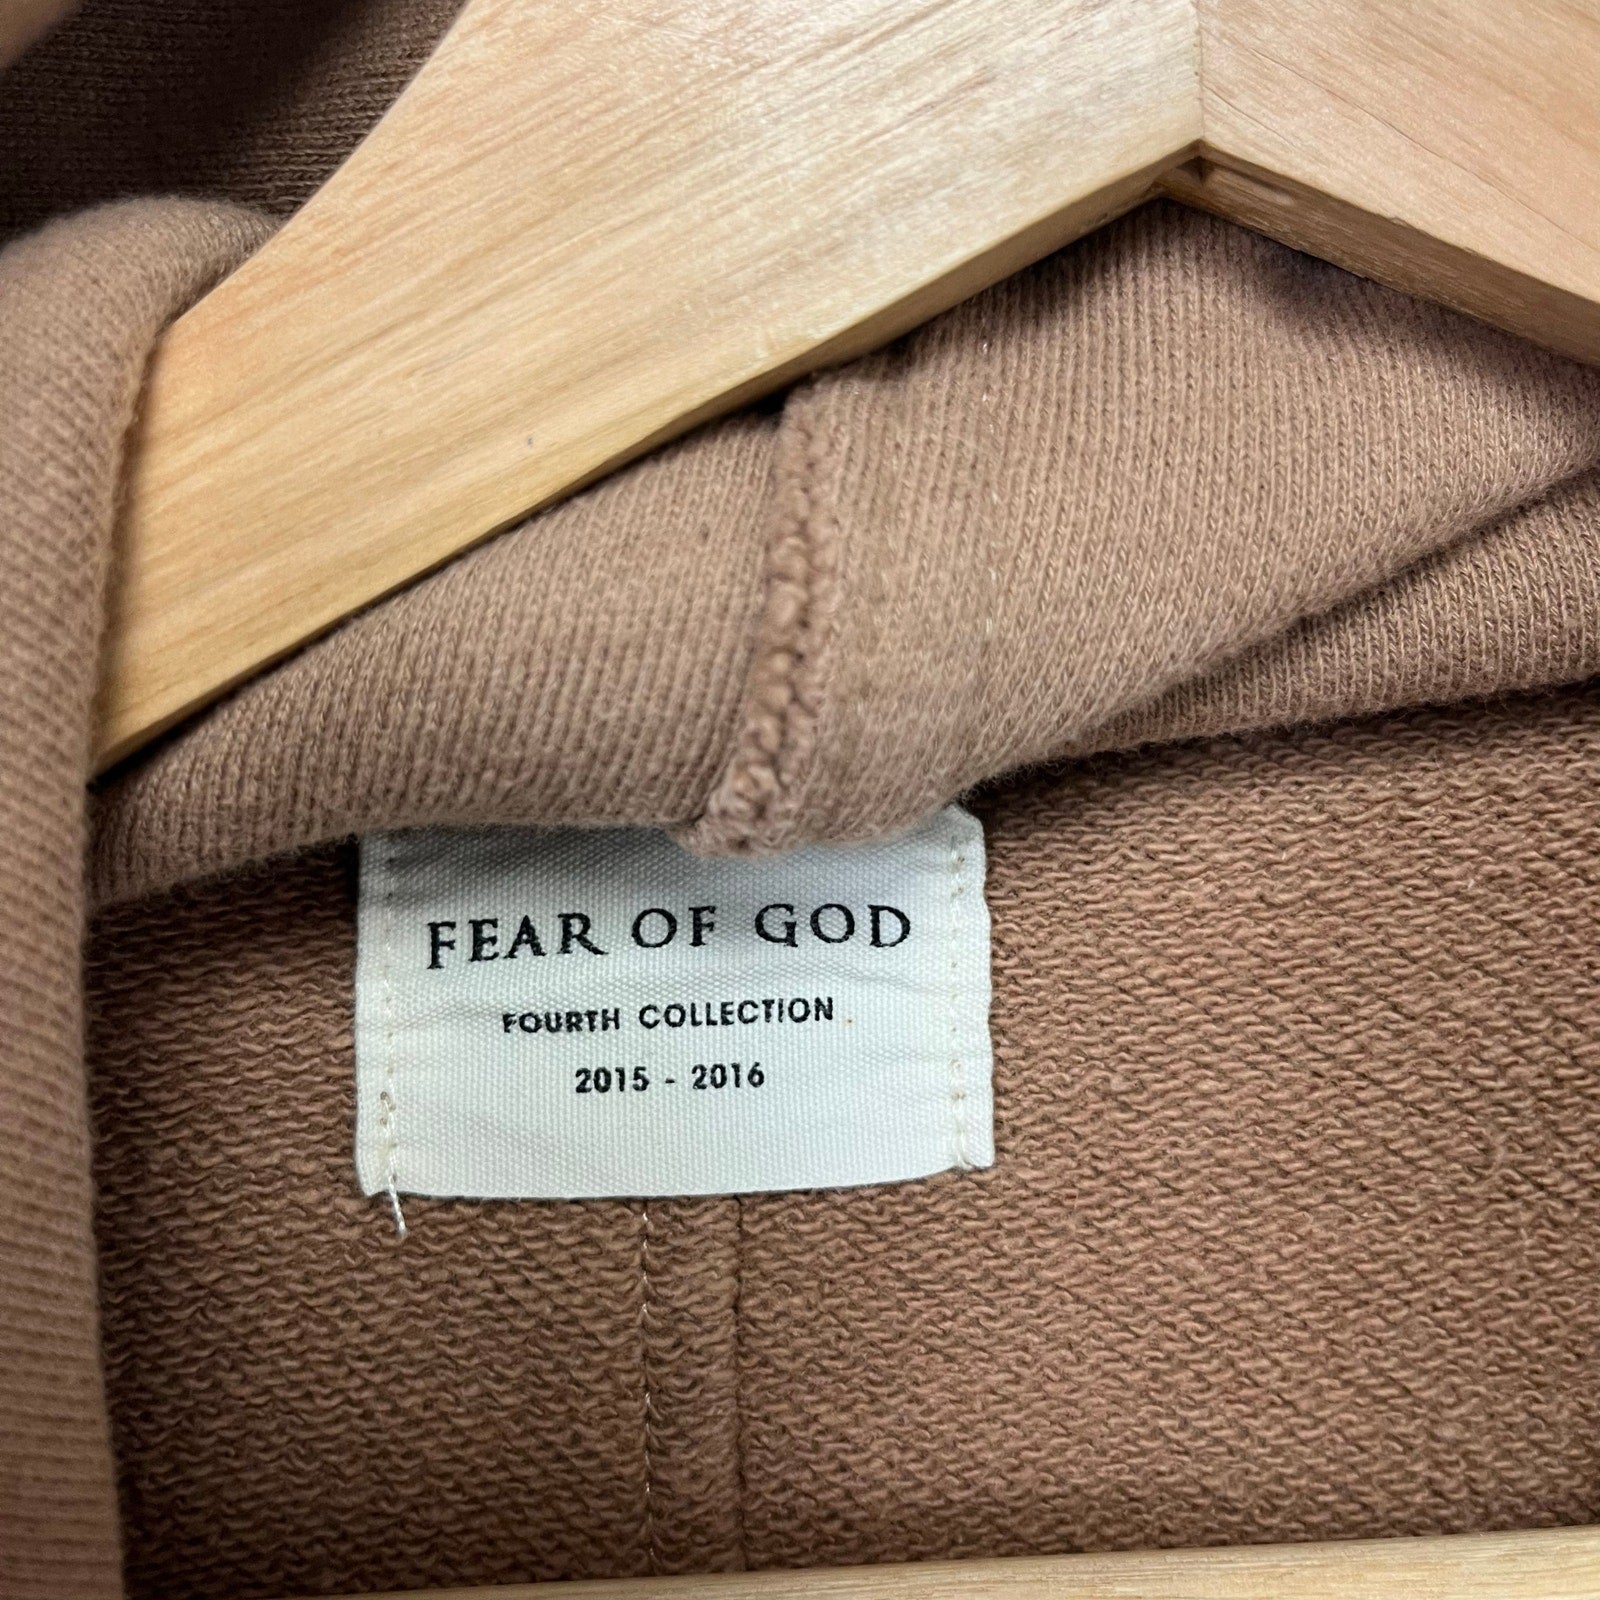 FEAR OF GOD
FOURTH COLLECTION
2015 - 2016